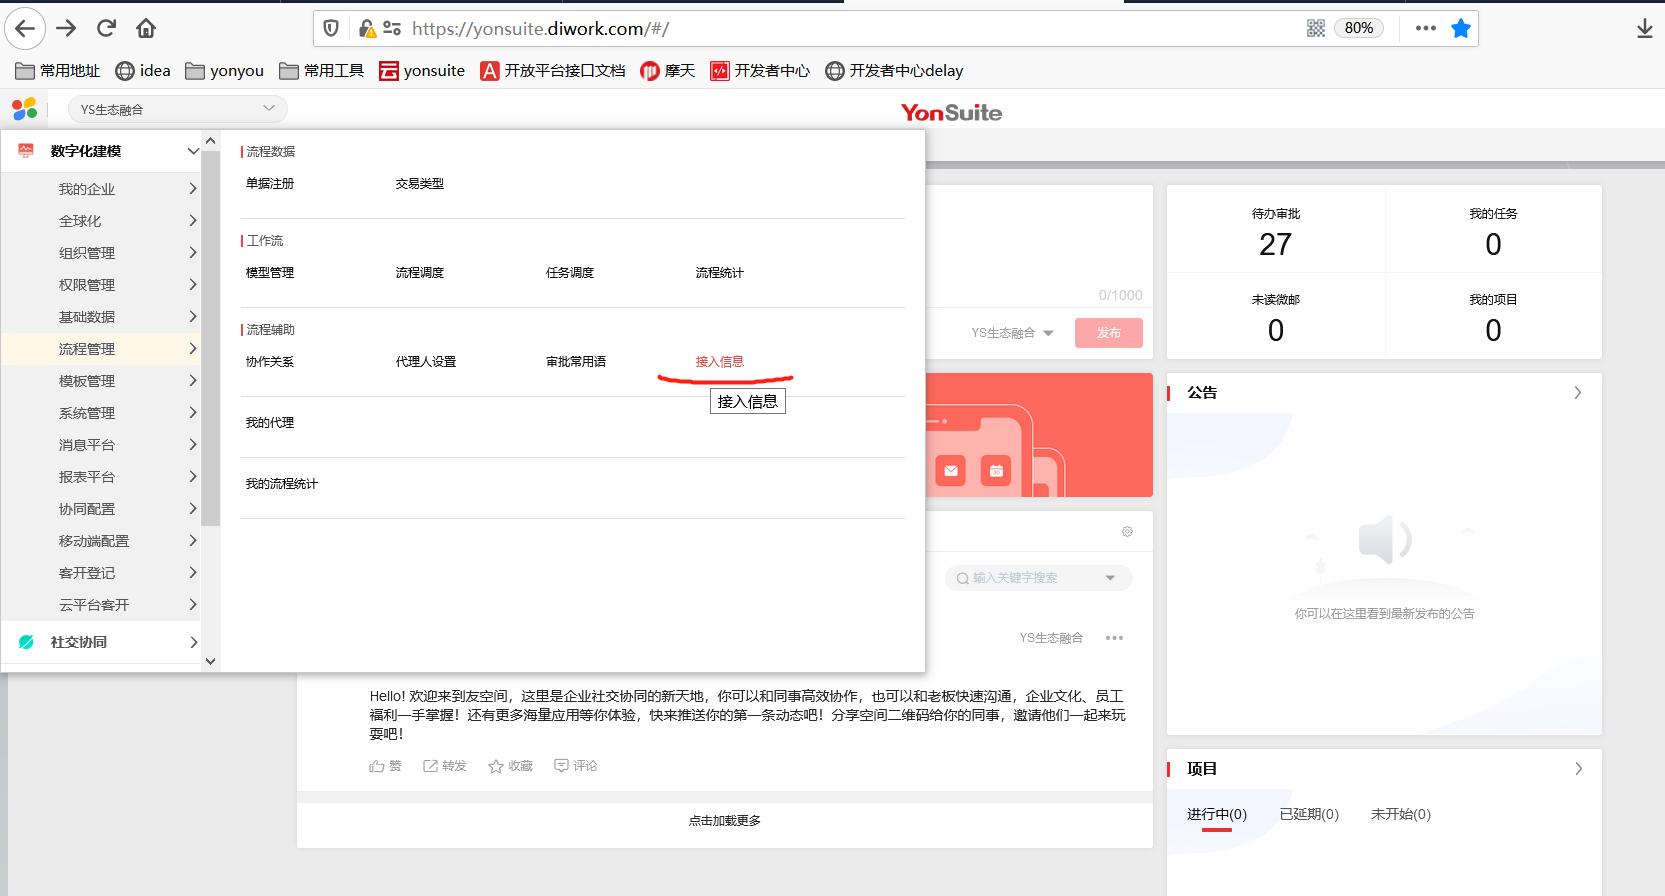 https://yonsuite.diwork.com/#/
80%
常用地址
idea
yonyou
常用工具
云 yonsuite
A 开放平台接口文档
摩天
开发者中心
开发者中心delay
YS生态融合
YonSuite
数字化建模
我的企业
全球化
组织管理
权限管理
基础数据
流程管理
模板管理
系统管理
消息平台
报表平台
协同配置
移动端配置
客开登记
云平台客开
社交协同
流程数据
单据注册
交易类型
工作流
模型管理
流程调度
任务调度
流程统计
流程辅助
协作关系
代理人设置
审批常用语
接入信息
接入信息
我的代理
我的流程统计
0/1000
YS生态融合
发布
输入关键字搜索
YS生态融合
Hello! 欢迎来到友空间，这里是企业社交协同的新天地，你可以和同事高效协作，也可以和老板快速沟通，企业文化、员工
福利一手掌握！还有更多海量应用等你体验，快来推送你的第一条动态吧！分享空间二维码给你的同事，邀请他们一起来玩
耍吧！
赞
转发
收藏
评论
点击加载更多
待办审批
27
我的任务
0
未读微邮
0
我的项目
0
公告
你可以在这里看到最新发布的公告
项目
进行中(0)
已延期(0)
未开始(0)